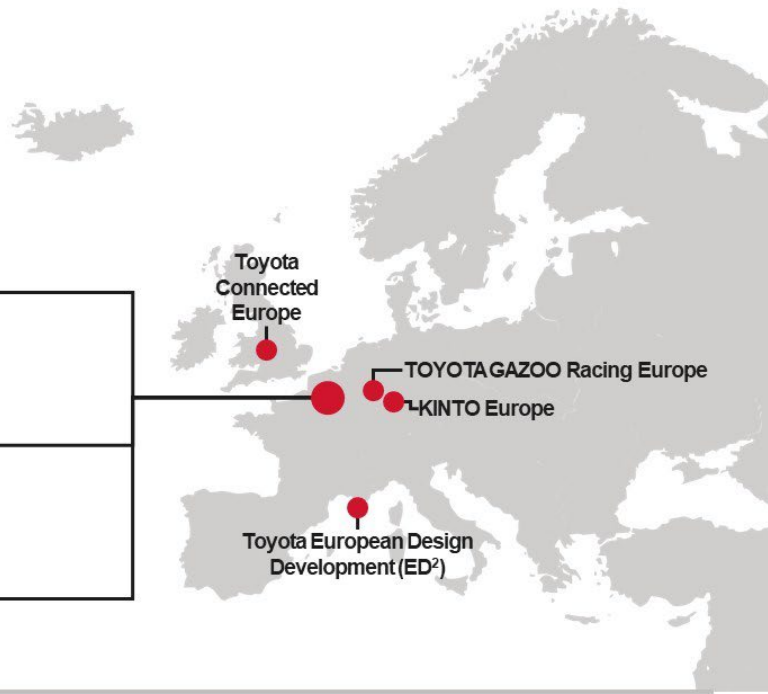 Toyota
Connected
Europe
TOYOTA GAZOO Racing Europe
KINTO Europe
Toyota European Design
Development (ED²)